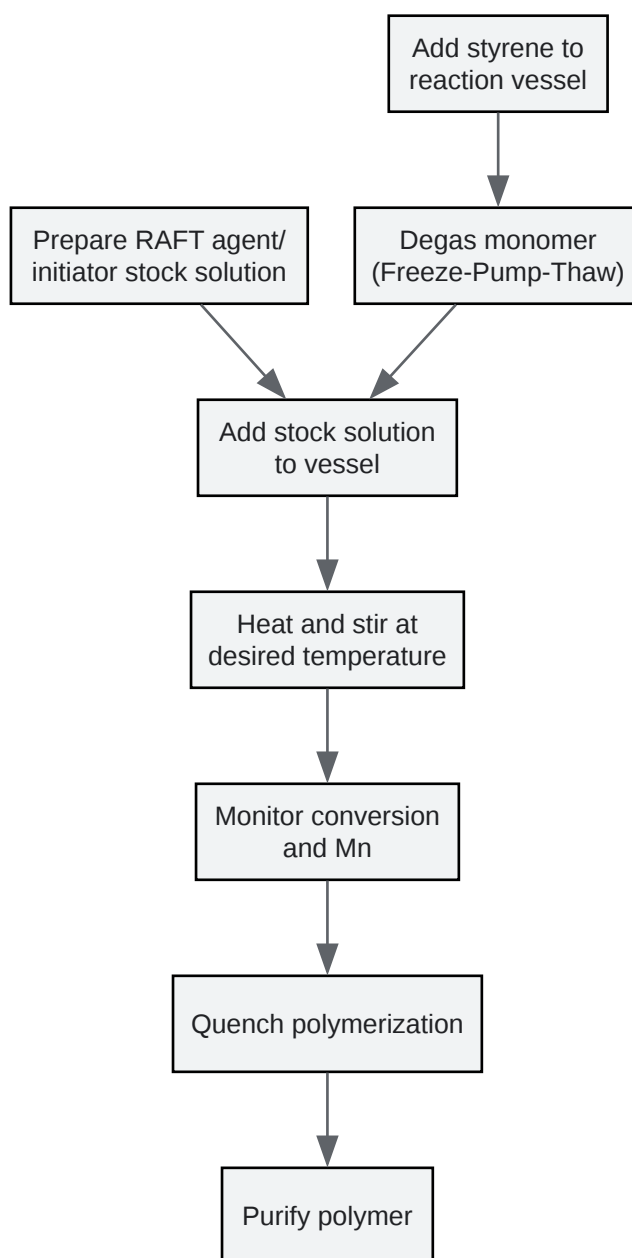 Add styrene to
reaction vessel
Prepare RAFT agent/
initiator stock solution
Degas monomer
(Freeze-Pump-Thaw)
Add stock solution
to vessel
Heat and stir at
desired temperature
Monitor conversion
and Mn
Quench polymerization
Purify polymer